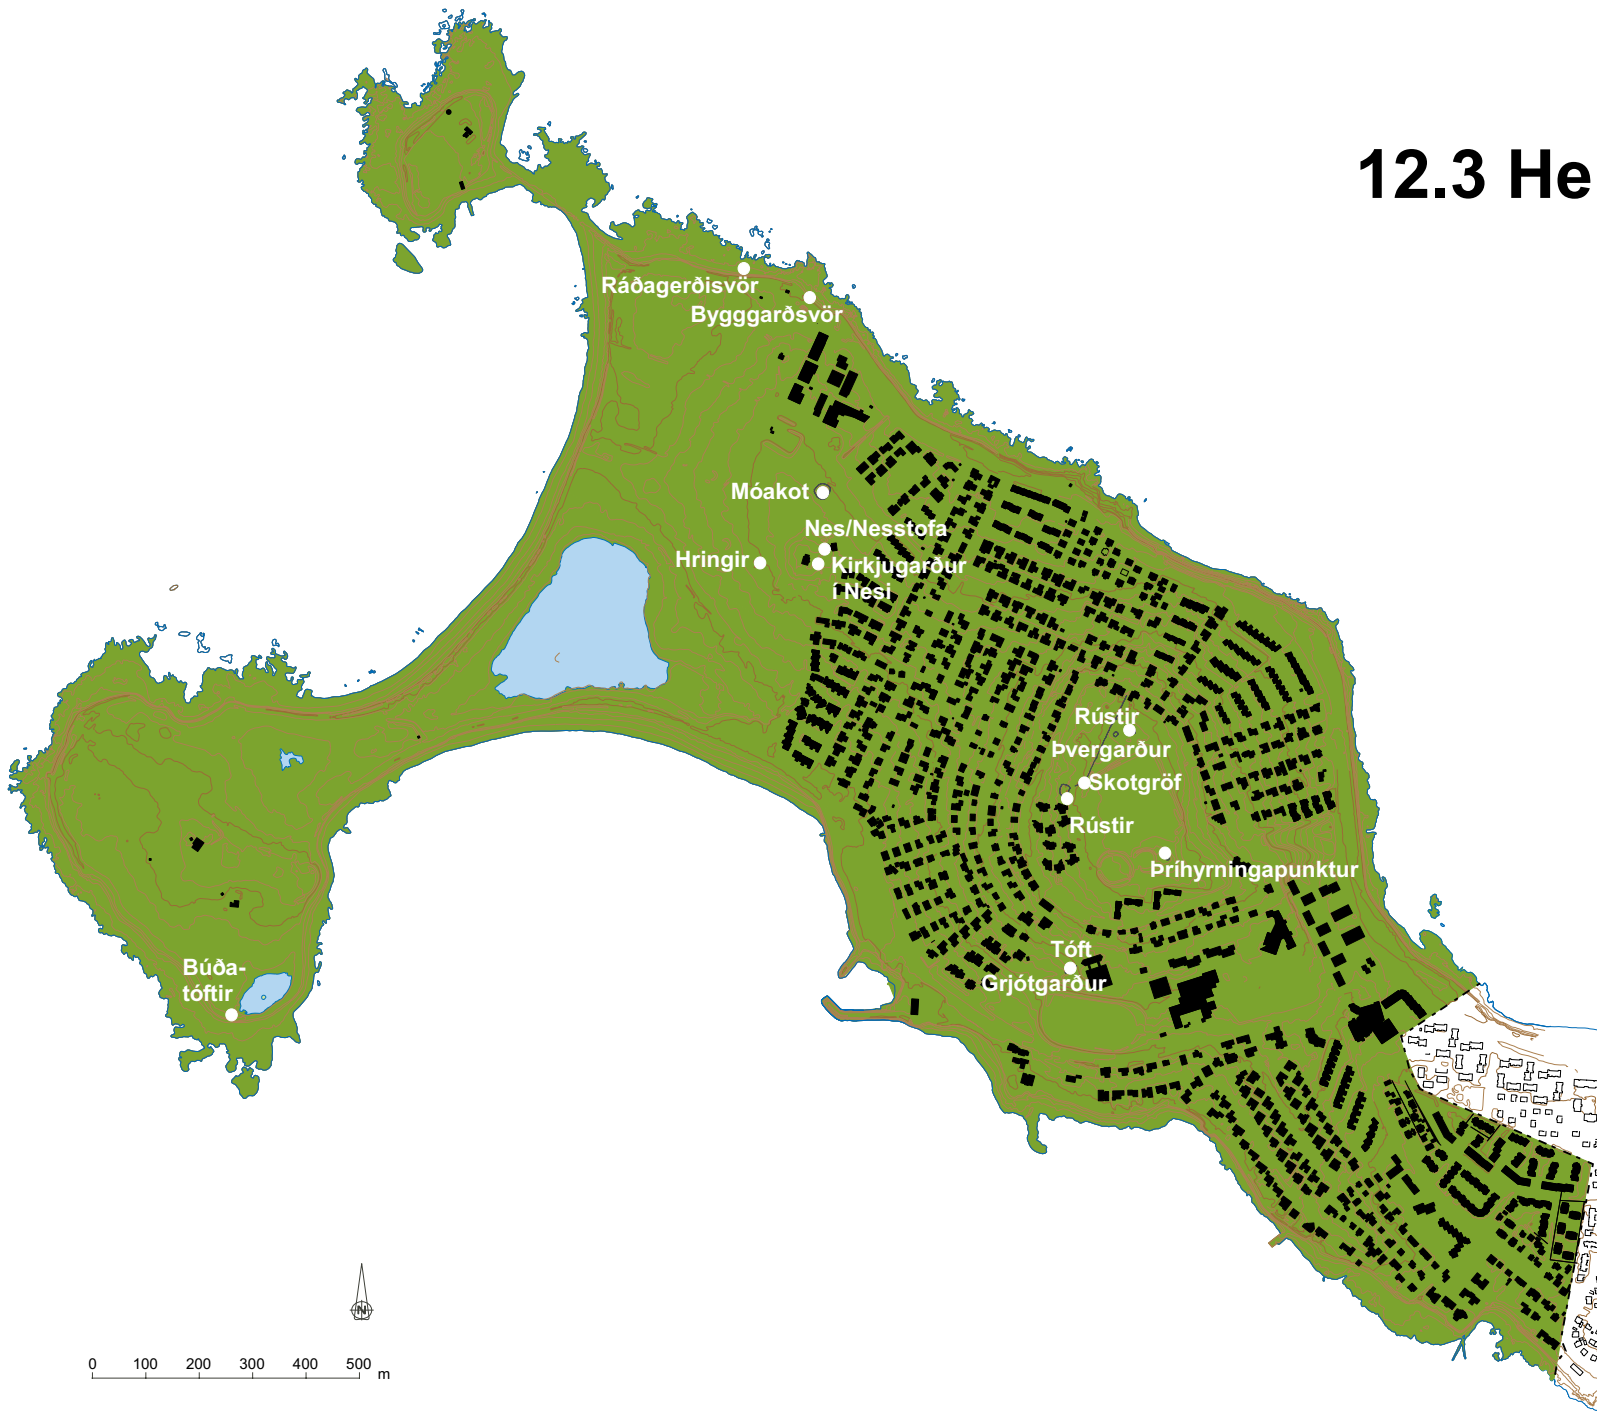 12.3 He
Ráðagerðisvör
Bygggarðsvör
Móakot
Nes/Nesstofa
Hringir
Kirkjugarður
í Nesi
Rústir
Þvergarður
Skotgröf
Rústir
Þríhyrningapunktur
Tóft
Grjótgarður
Búða-
tóftir
N
0 100 200 300 400 500 m